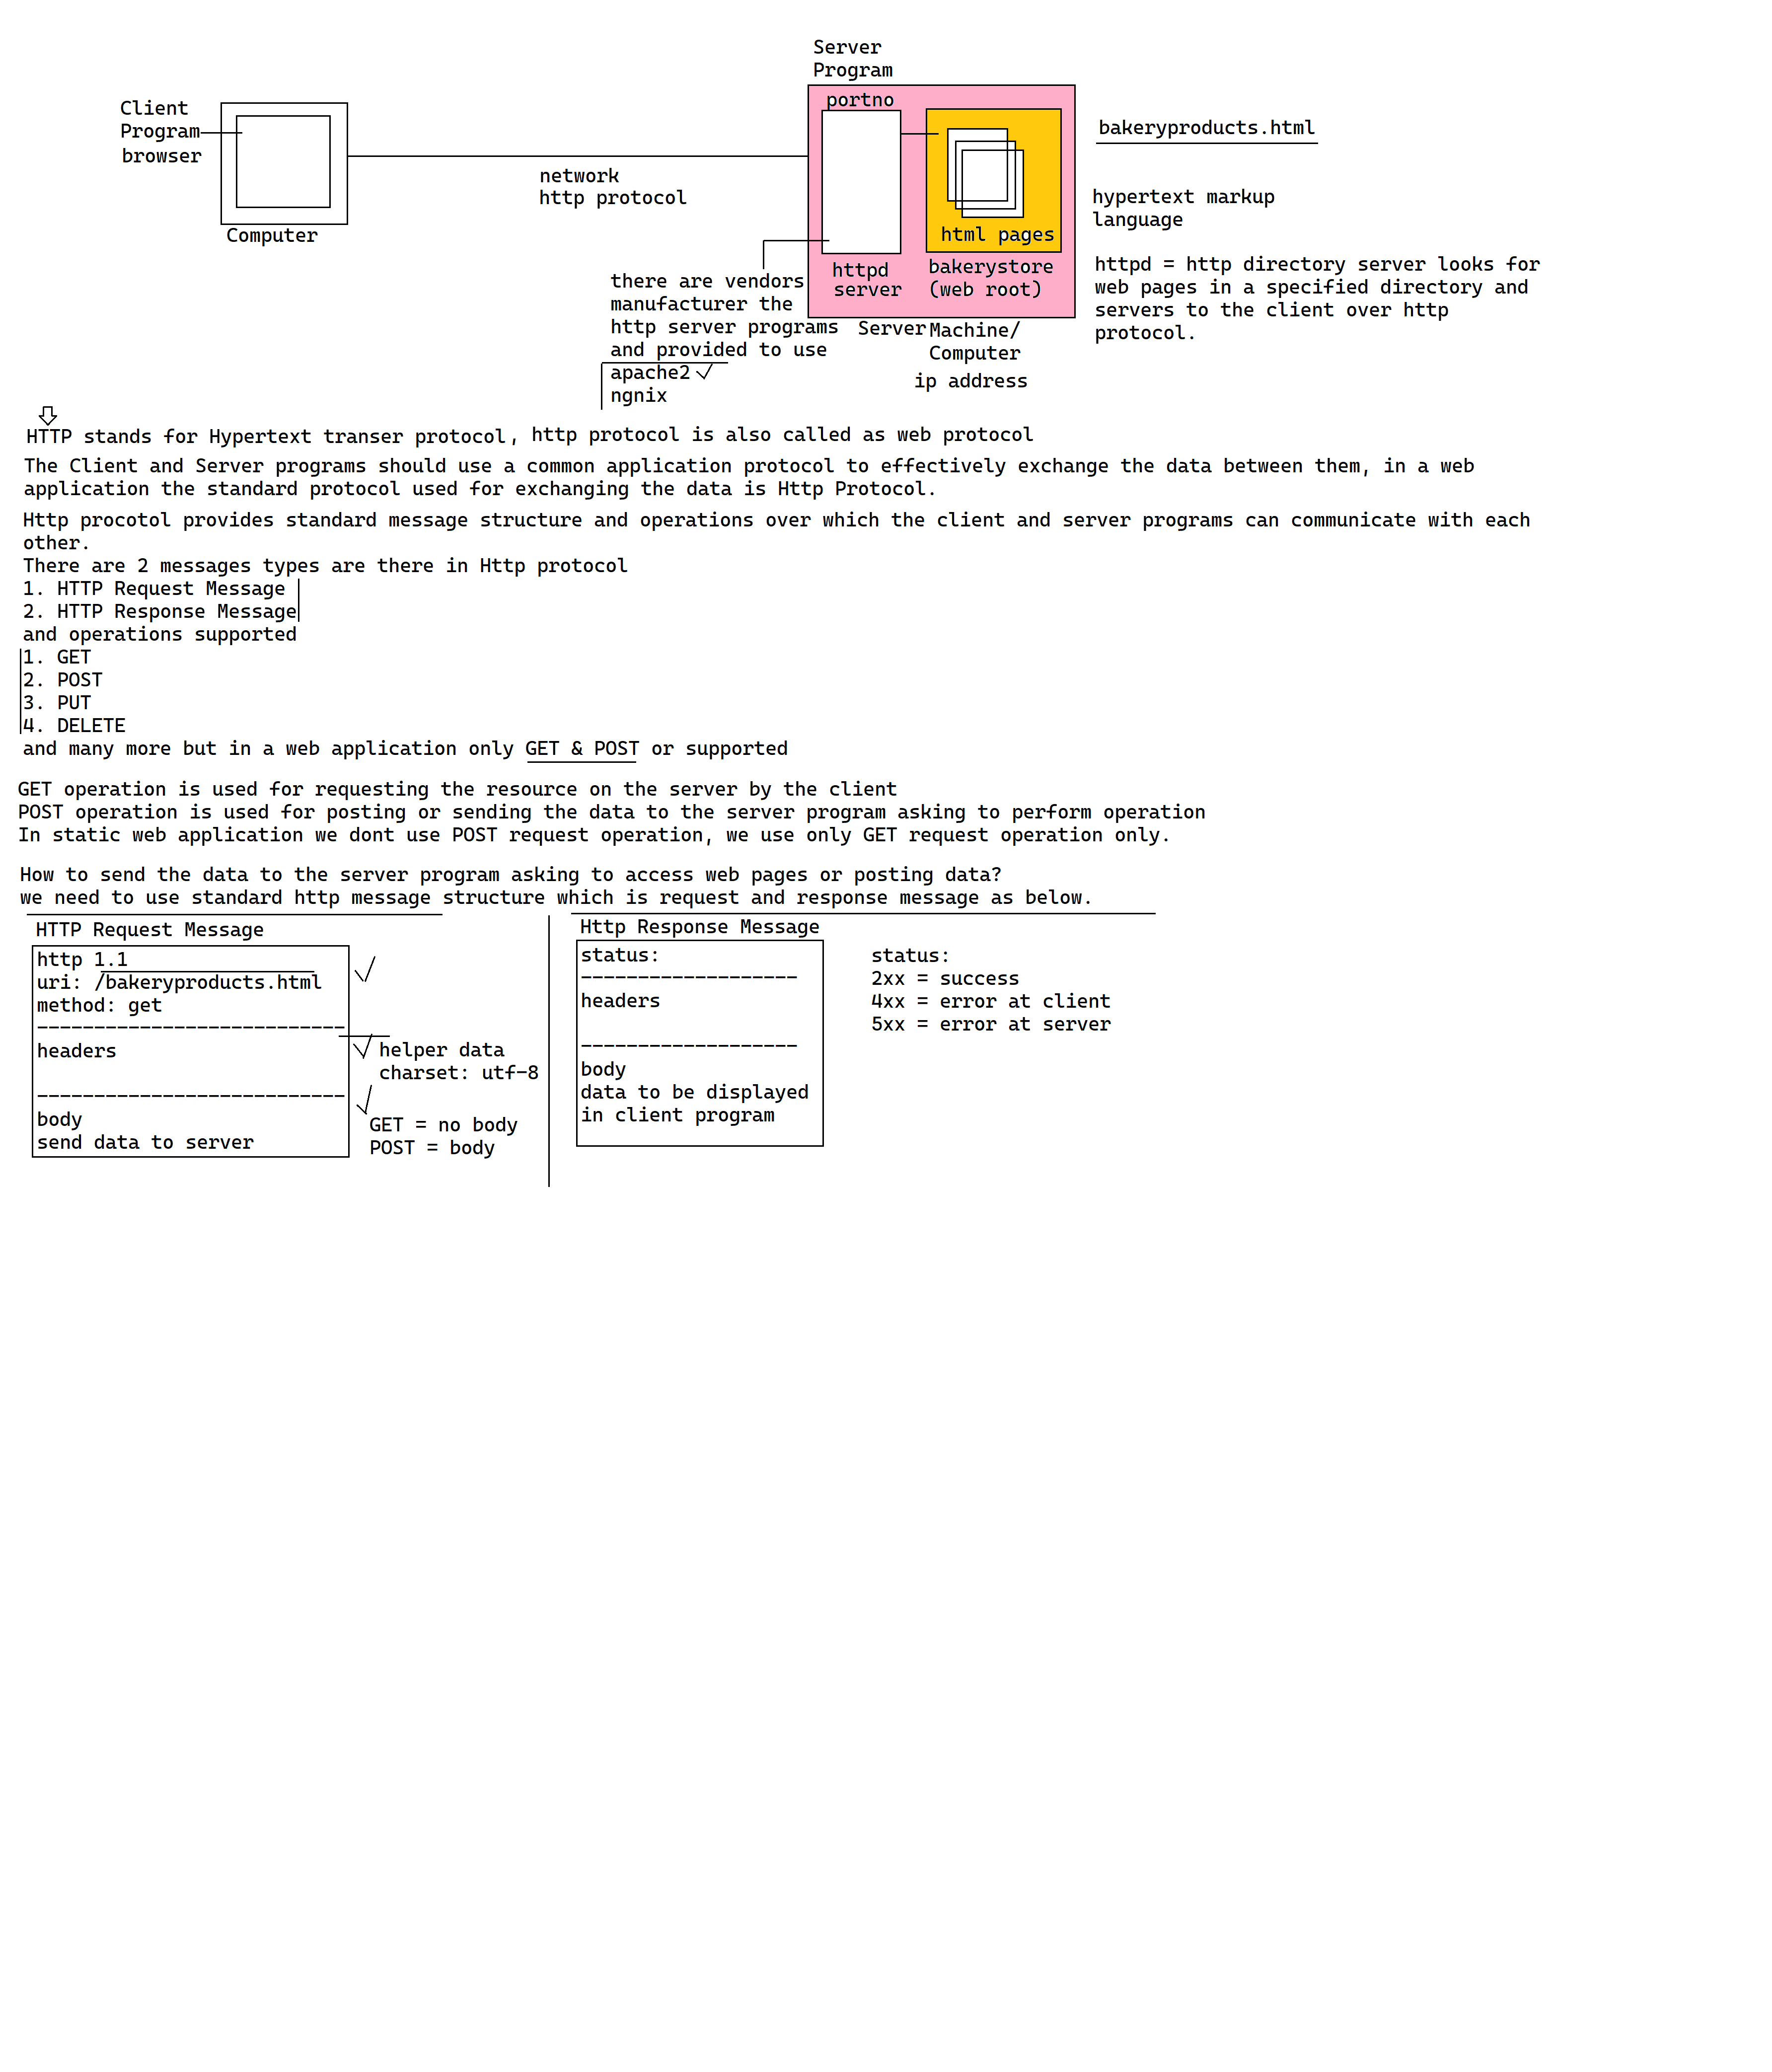 Server
Program
Client
Program
browser
Computer
network
http protocol
portno
html pages
httpd
server
bakerystore
(web root)
Server Machine/
Computer
ip address
there are vendors
manufacturer the
http server programs
and provided to use
apache2
ngnix
bakeryproducts.html
hypertext markup
language
httpd = http directory server looks for
web pages in a specified directory and
servers to the client over http
protocol.
HTTP stands for Hypertext transer protocol, http protocol is also called as web protocol
The Client and Server programs should use a common application protocol to effectively exchange the data between them, in a web
application the standard protocol used for exchanging the data is Http Protocol.
Http procotol provides standard message structure and operations over which the client and server programs can communicate with each
other.
There are 2 messages types are there in Http protocol
1. HTTP Request Message
2. HTTP Response Message
and operations supported
1. GET
2. POST
3. PUT
4. DELETE
and many more but in a web application only GET & POST or supported
GET operation is used for requesting the resource on the server by the client
POST operation is used for posting or sending the data to the server program asking to perform operation
In static web application we dont use POST request operation, we use only GET request operation only.
How to send the data to the server program asking to access web pages or posting data?
we need to use standard http message structure which is request and response message as below.
HTTP Request Message
http 1.1
uri: /bakeryproducts.html
method: get
---------------------------
headers
---------------------------
body
send data to server
helper data
charset: utf-8
GET = no body
POST = body
Http Response Message
status:
-------------------
headers
-------------------
body
data to be displayed
in client program
status:
2xx = success
4xx = error at client
5xx = error at server